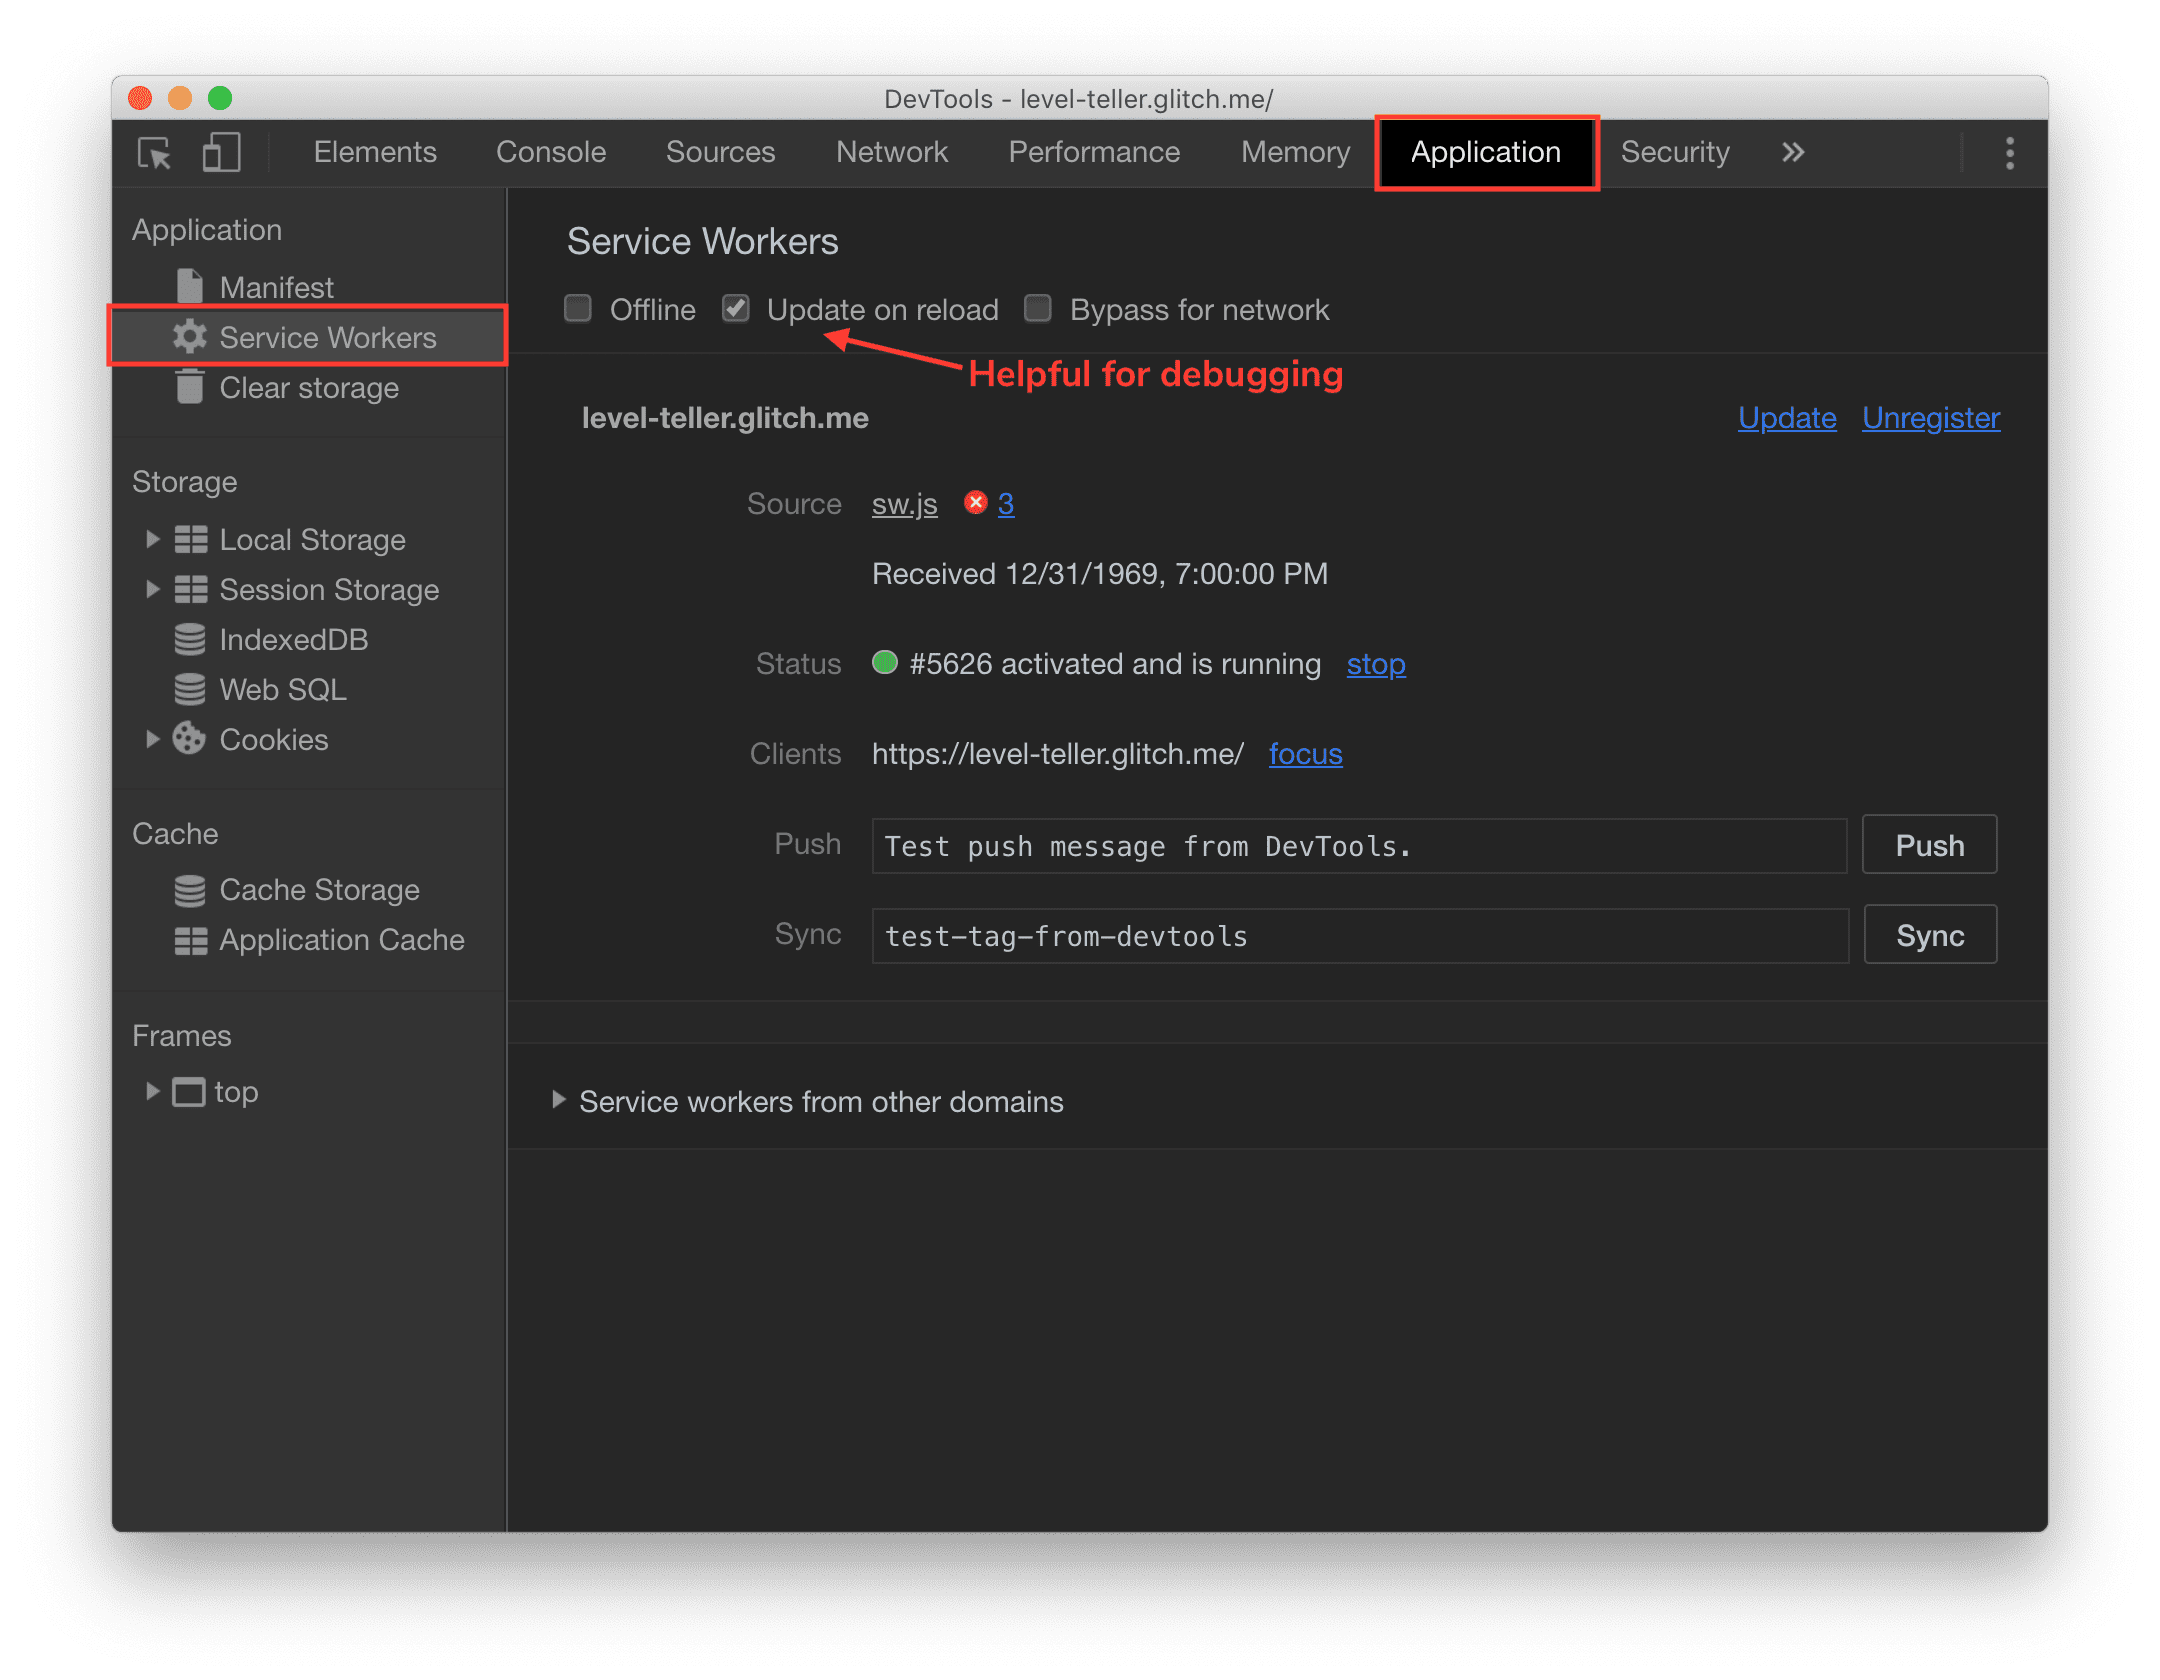 DevTools - level-teller.glitch.me/
Elements Console Sources Network Performance Memory Application Security »
Application
Manifest
Service Workers
Clear storage
Storage
Local Storage
Session Storage
IndexedDB
Web SQL
Cookies
Cache
Cache Storage
Application Cache
Frames
top
Service Workers
Offline Update on reload Bypass for network
Helpful for debugging
level-teller.glitch.me Update Unregister
Source sw.js 3
Received 12/31/1969, 7:00:00 PM
Status #5626 activated and is running stop
Clients https://level-teller.glitch.me/ focus
Push Test push message from DevTools. Push
Sync test-tag-from-devtools Sync
Service workers from other domains